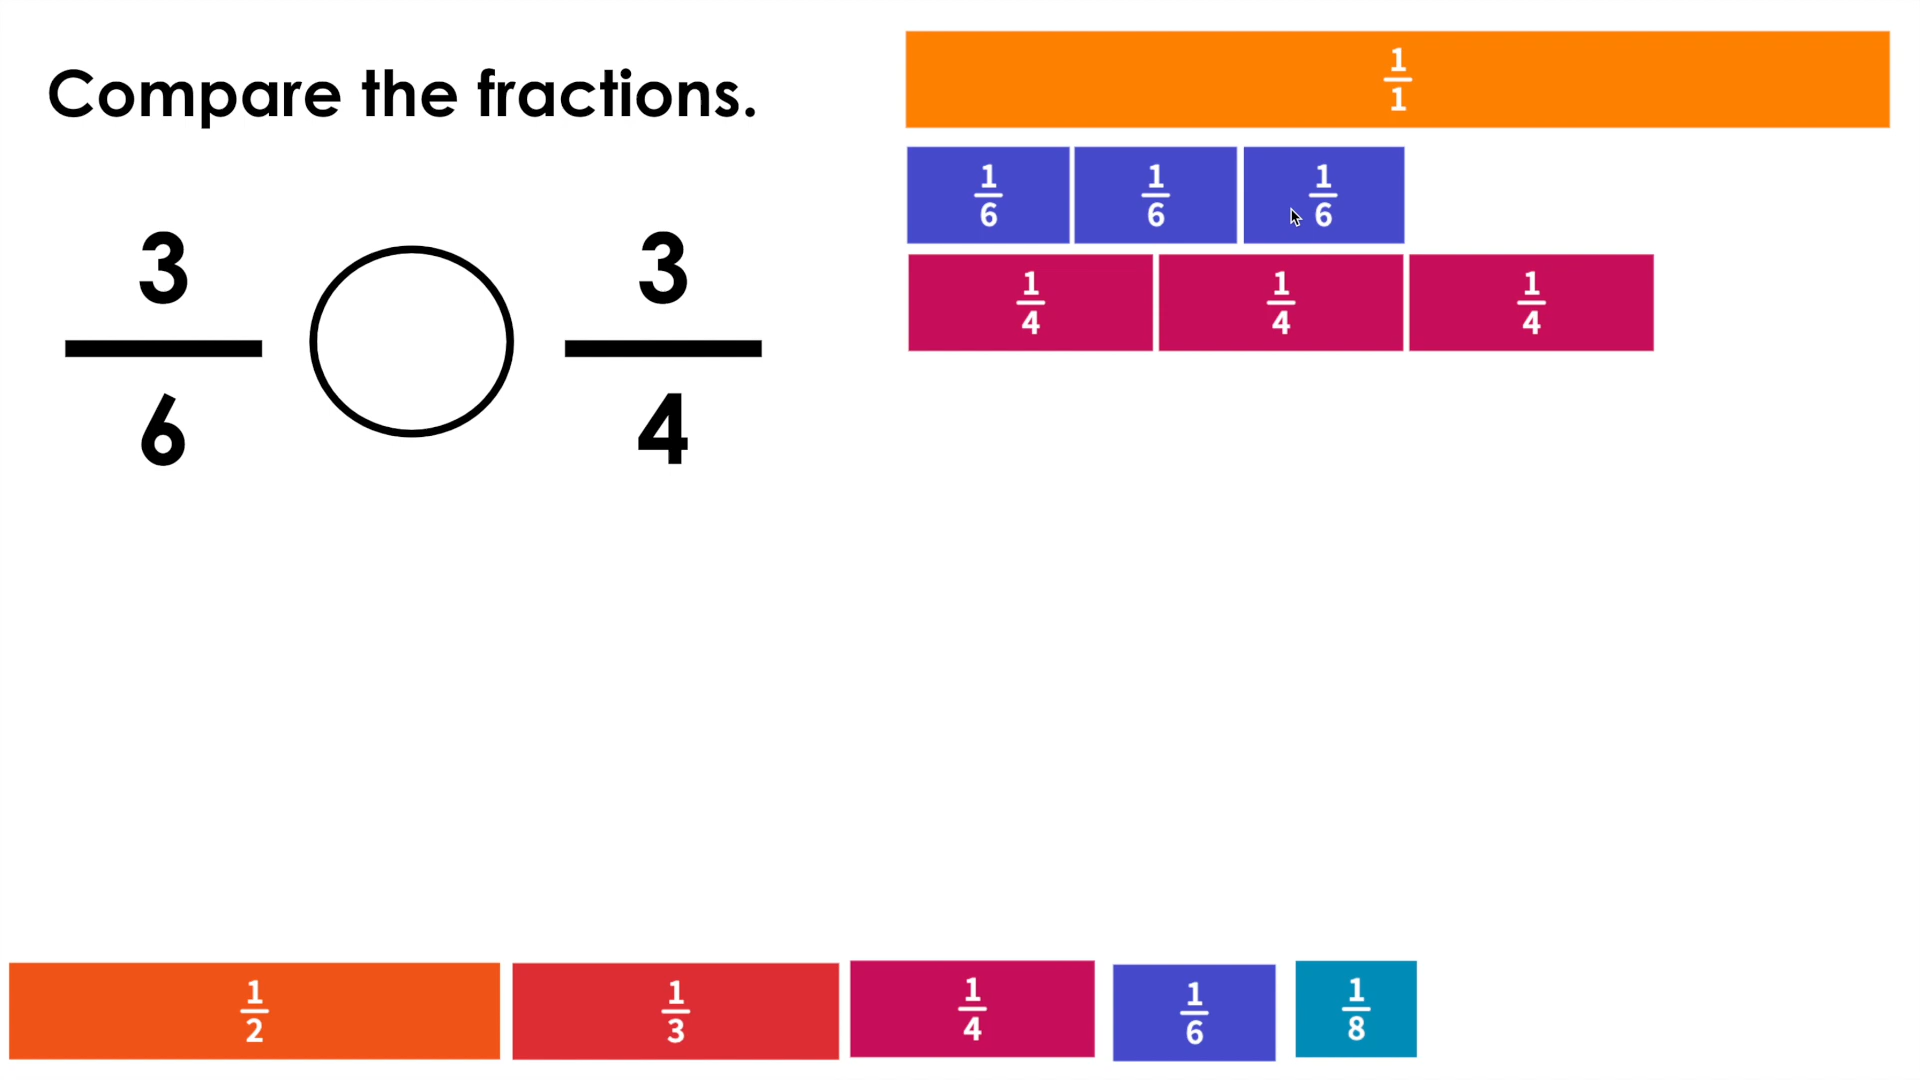 Compare the fractions.
3 3
6 4
1
1
1 1 1
6 6 6
1 1 1
4 4 4
1 1 1 1 1
2 3 4 6 8